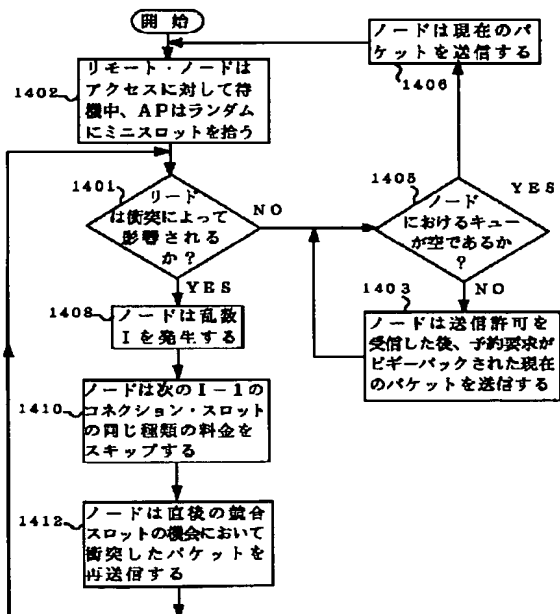 開始
1402
リモート・ノードは
アクセスに対して待
機中、APはランダム
にミニスロットを拾う
1401
リード
は衝突によって
影響される
か?
NO
YES
1408
ノードは乱数
Iを発生する
1410
ノードは次のI-1の
コネクション・スロット
の同じ種類の料金を
スキップする
1412
ノードは直後の競合
スロットの機会において
衝突したパケットを
再送信する
ノードは現在のパ
ケットを送信する
1406
1405
YES
ノード
におけるキュー
が空であるか
?
1403
NO
ノードは送信許可を
受信した後、予約要求が
ピギーバックされた現在
のパケットを送信する